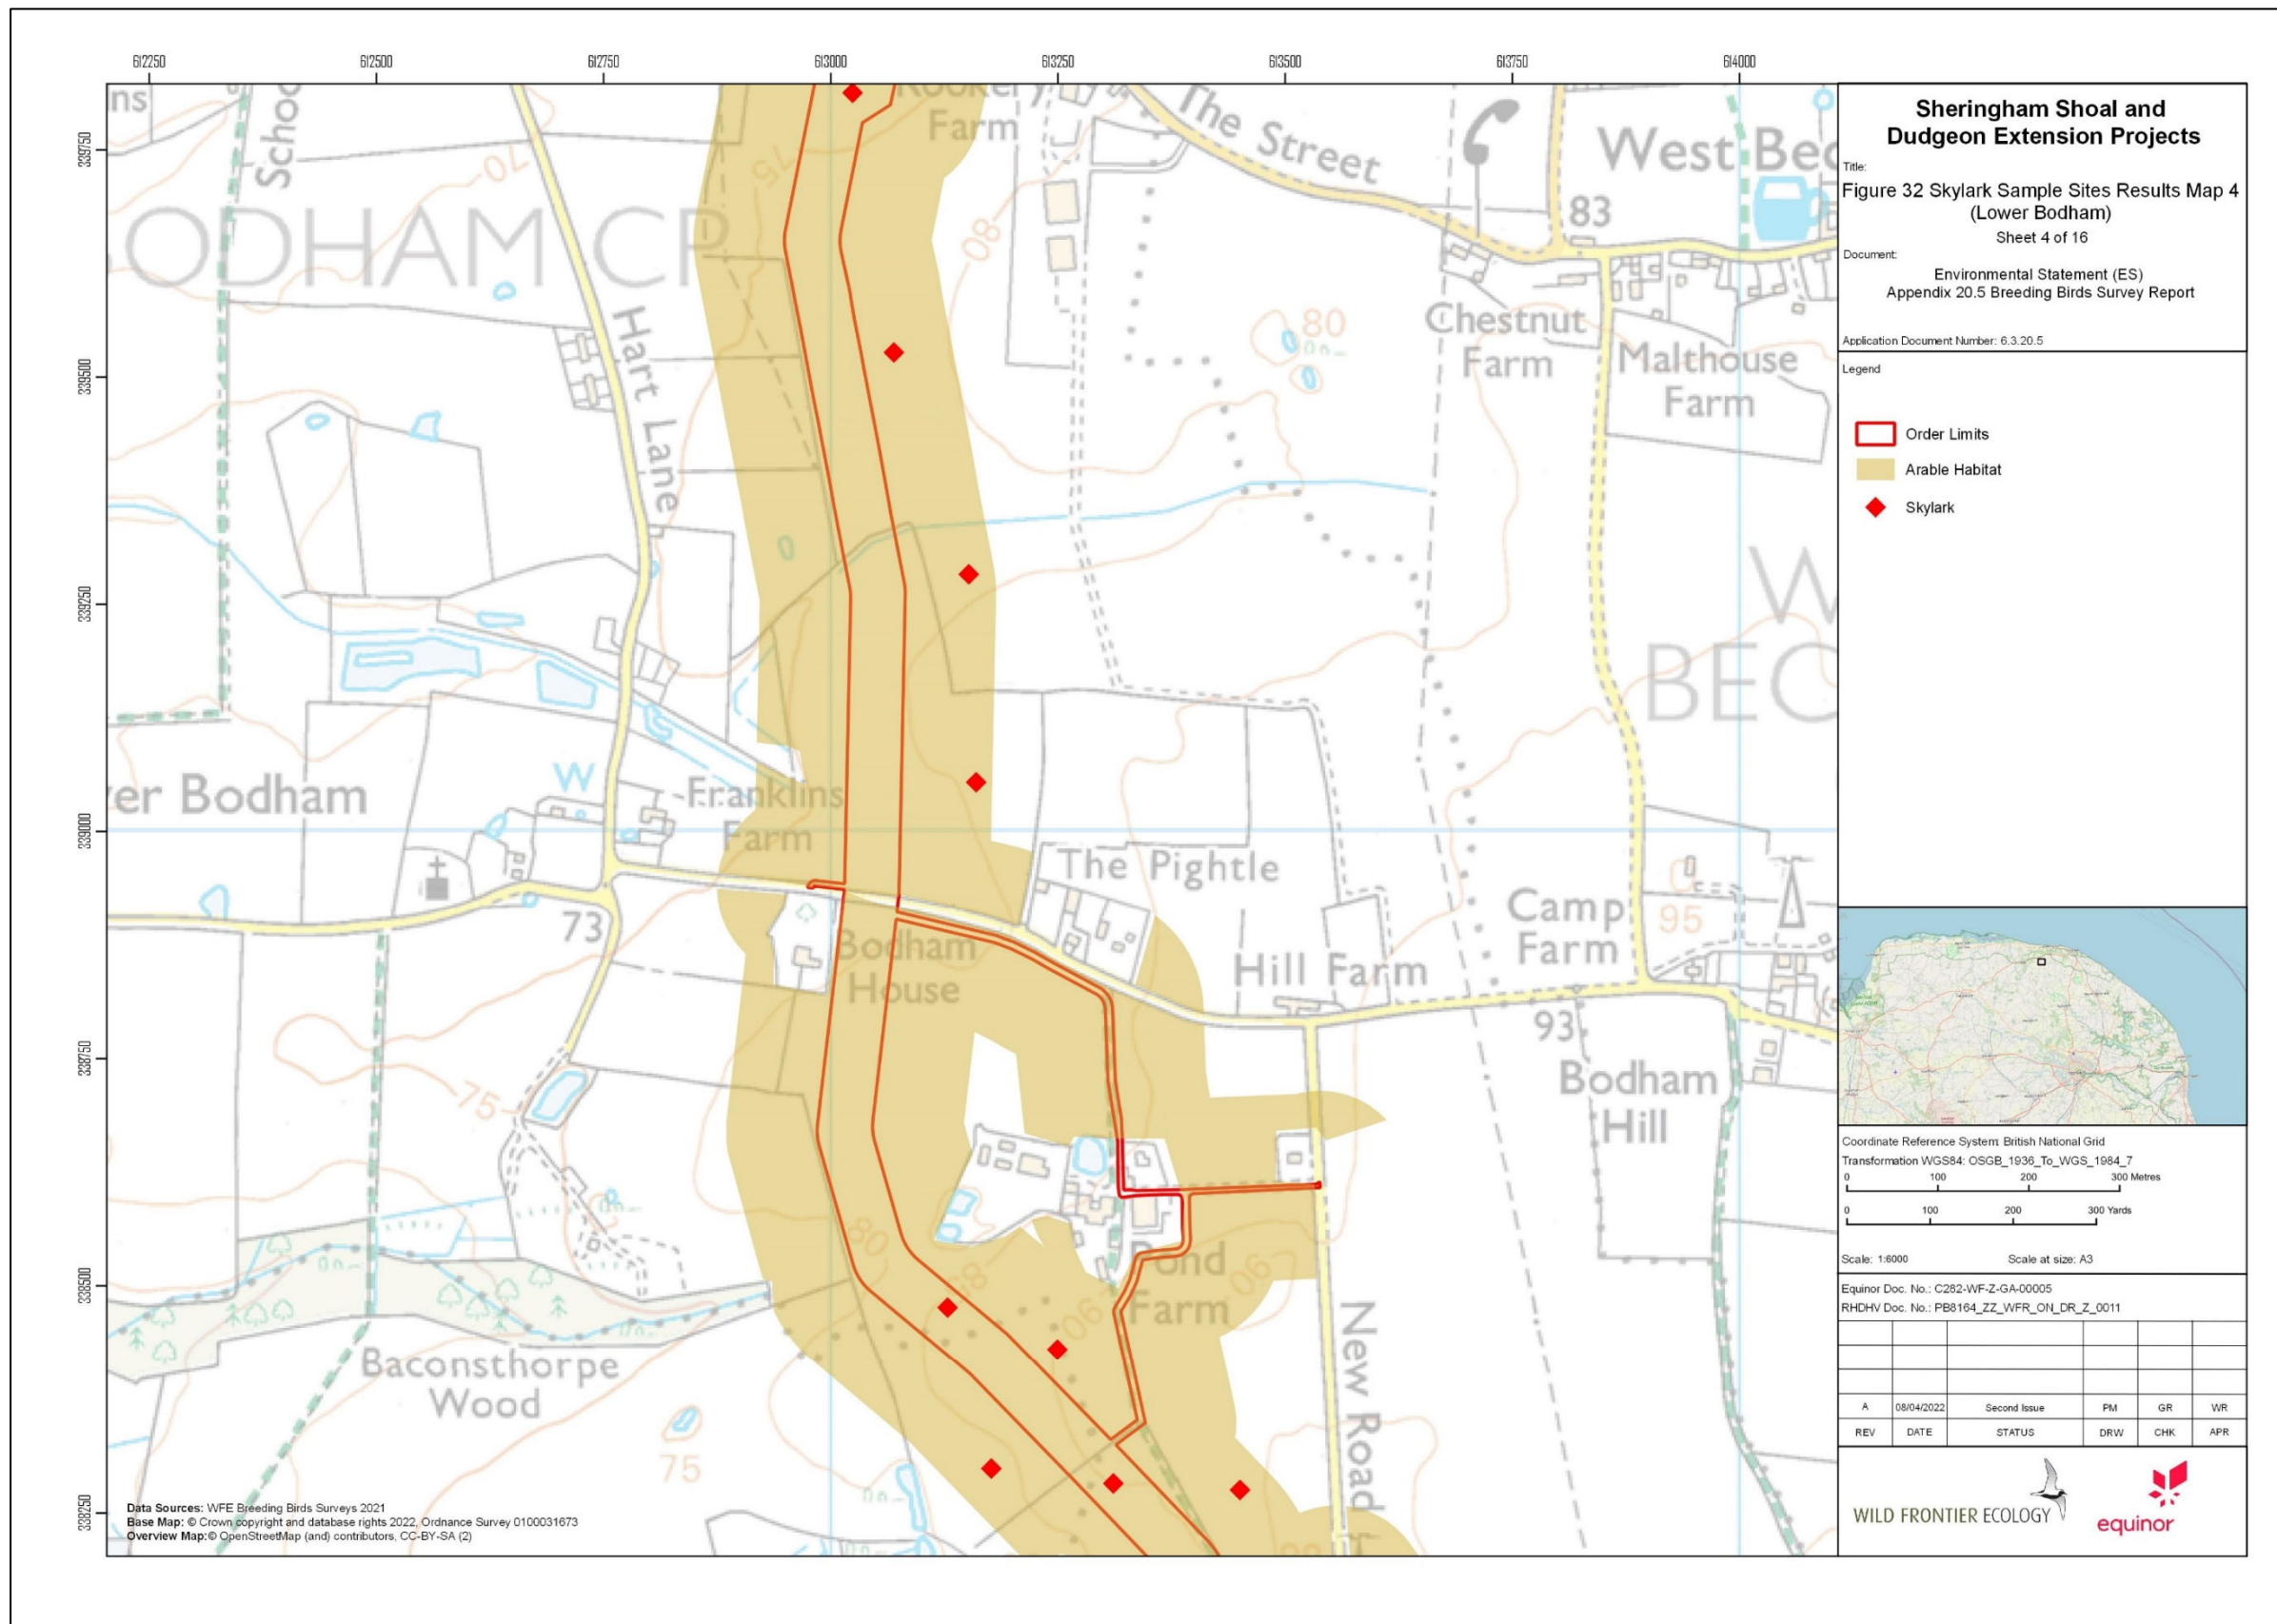 612250 612500 612750 613000 613250 613500 613750 614000
339750
339500
339250
339000
338750
338500
338250
ns
Schoo
70
75
Rookery
Farm
The Street
West Bec
83
ODHAM CP
80
Hart Lane
80
Chestnut
Farm
Malthouse
Farm
W
BEC
er Bodham
W
Franklins
Farm
The Pightle
Camp
Farm
95
73
Bodham
House
Hill Farm
93
75
Bodham
Hill
80
85
90
90
Pond
Farm
New Road
Baconsthorpe
Wood
75
Data Sources: WFE Breeding Birds Surveys 2021
Base Map: © Crown copyright and database rights 2022, Ordnance Survey 0100031673
Overview Map:© OpenStreetMap (and) contributors, CC-BY-SA (2)
Sheringham Shoal and
Dudgeon Extension Projects
Title:
Figure 32 Skylark Sample Sites Results Map 4
(Lower Bodham)
Sheet 4 of 16
Document:
Environmental Statement (ES)
Appendix 20.5 Breeding Birds Survey Report
Application Document Number: 6.3.20.5
Legend
Order Limits
Arable Habitat
Skylark
Coordinate Reference System: British National Grid
Transformation WGS84: OSGB_1936_To_WGS_1984_7
0 100 200 300 Metres
0 100 200 300 Yards
Scale: 1:6000 Scale at size: A3
Equinor Doc. No.: C282-WF-Z-GA-00005
RHDHV Doc. No.: PB8164_ZZ_WFR_ON_DR_Z_0011
A 08/04/2022 Second Issue PM GR WR
REV DATE STATUS DRW CHK APR
WILD FRONTIER ECOLOGY
equinor